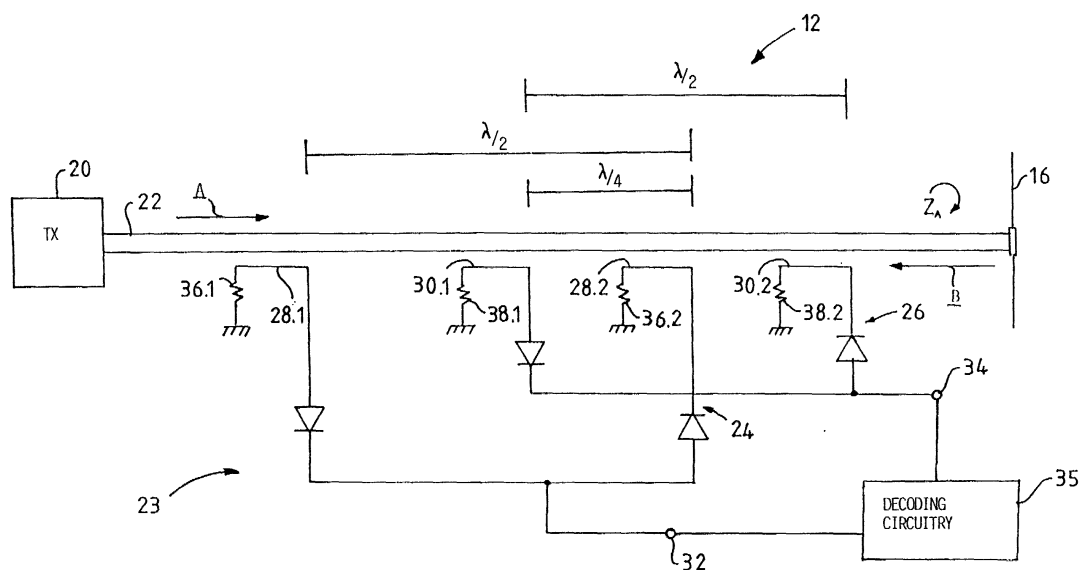 12
λ/2
λ/2
λ/4
20
22
A
16
TX
Z_A
B
36.1
28.1
30.1
38.1
28.2
36.2
30.2
38.2
26
34
24
23
32
35
DECODING
CIRCUITRY